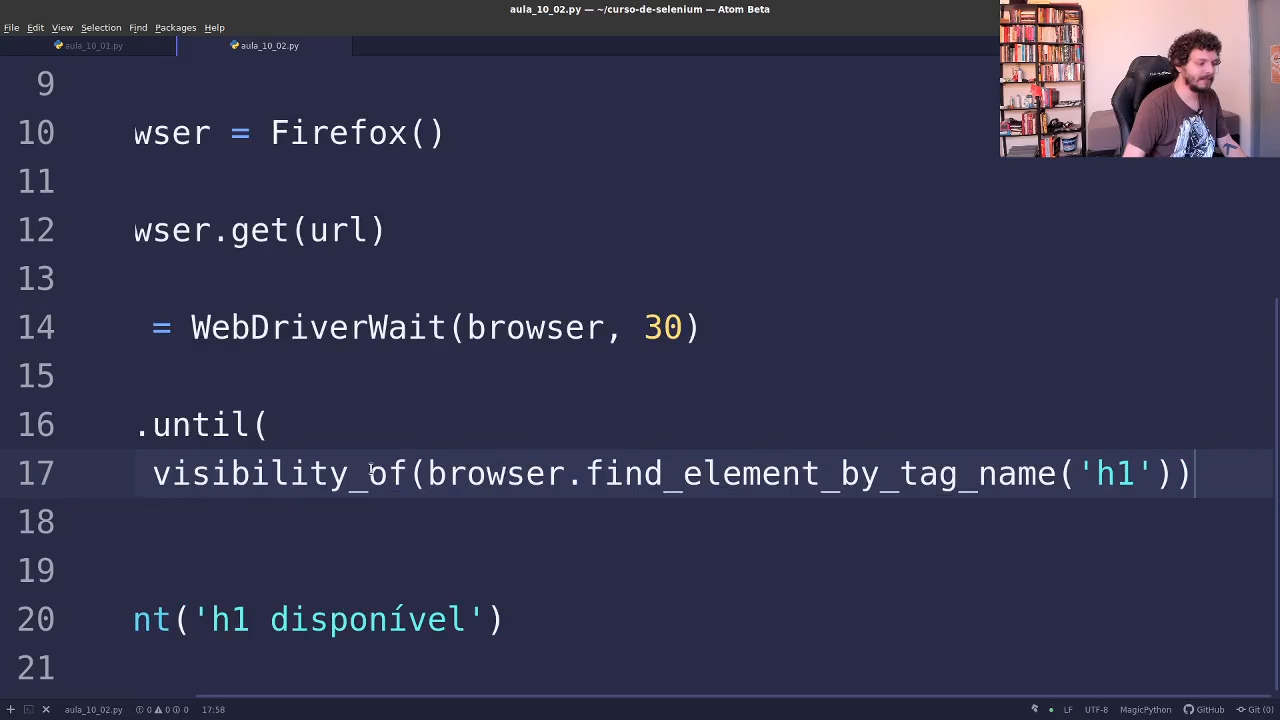 aula_10_02.py — ~/curso-de-selenium — Atom Beta
File Edit View Selection Find Packages Help
aula_10_01.py aula_10_02.py
9
10 wser = Firefox()
11
12 wser.get(url)
13
14 = WebDriverWait(browser, 30)
15
16 .until(
17 visibility_of(browser.find_element_by_tag_name('h1'))
18
19
20 nt('h1 disponível')
21
aula_10_02.py 0 0 0 17:58 LF UTF-8 MagicPython GitHub Git (0)